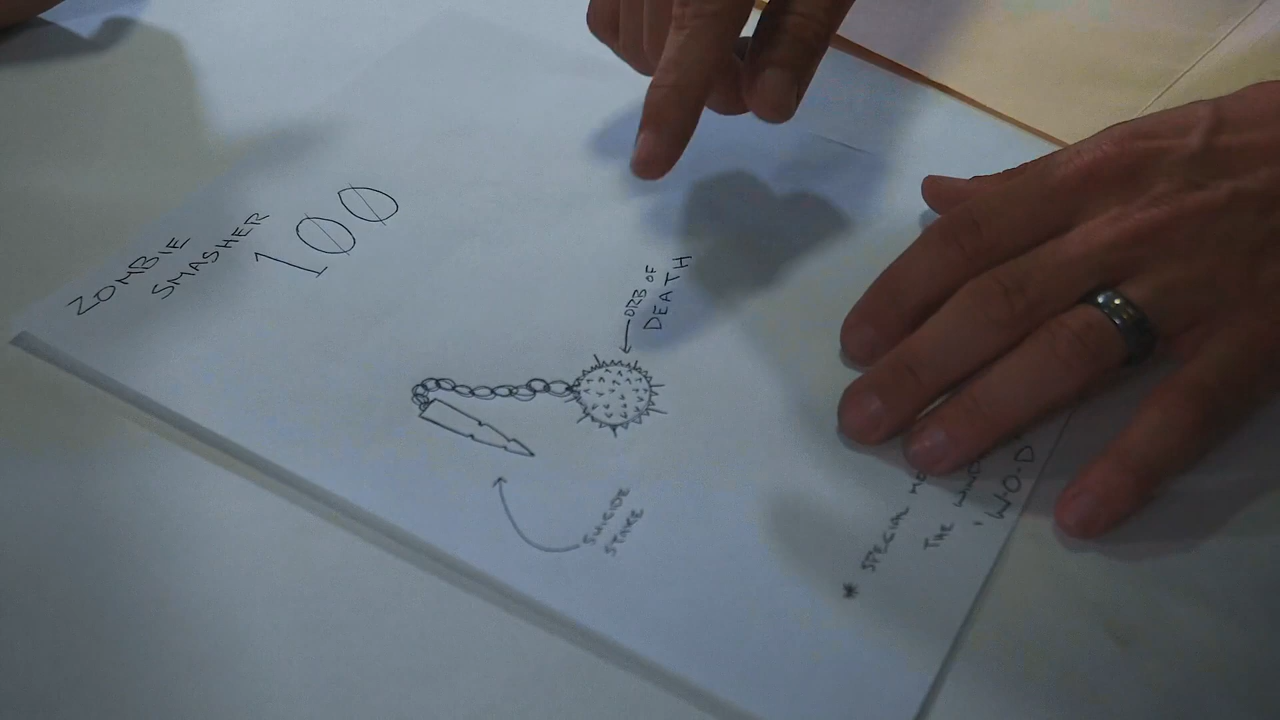 ZOMBIE
SMASHER
100
ORB OF
DEATH
SUICIDE
STAKE
* SPECIAL
THE
W.O.D